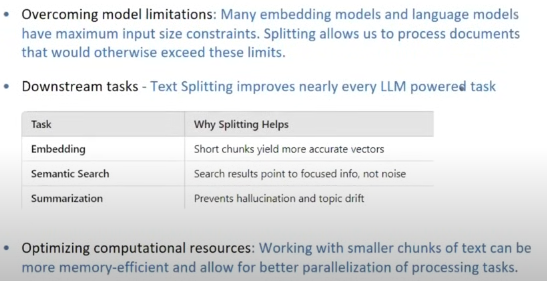 • Overcoming model limitations: Many embedding models and language models
have maximum input size constraints. Splitting allows us to process documents
that would otherwise exceed these limits.
• Downstream tasks - Text Splitting improves nearly every LLM powered task
Task Why Splitting Helps
Embedding Short chunks yield more accurate vectors
Semantic Search Search results point to focused info, not noise
Summarization Prevents hallucination and topic drift
• Optimizing computational resources: Working with smaller chunks of text can be
more memory-efficient and allow for better parallelization of processing tasks.